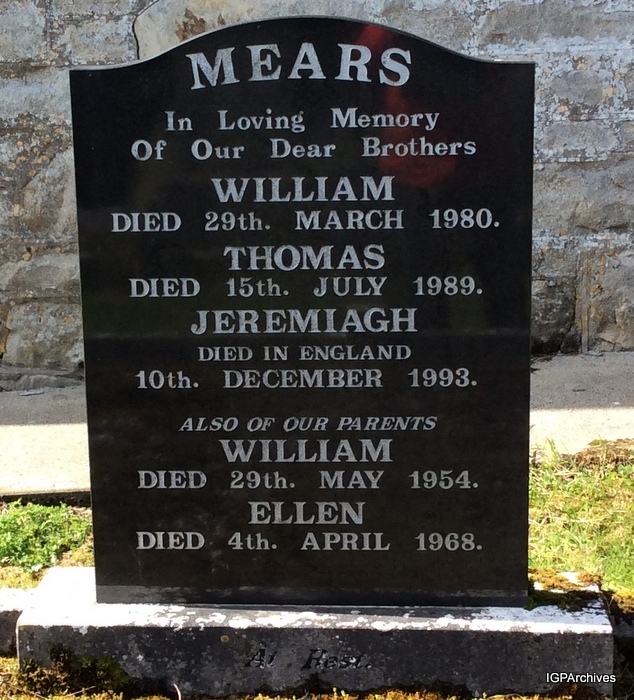 MEARS
In Loving Memory
Of Our Dear Brothers
WILLIAM
DIED 29th. MARCH 1980.
THOMAS
DIED 15th. JULY 1989.
JEREMIAGH
DIED IN ENGLAND
10th. DECEMBER 1993.
ALSO OF OUR PARENTS
WILLIAM
DIED 29th. MAY 1954.
ELLEN
DIED 4th. APRIL 1968.
At Rest.
IGPArchives